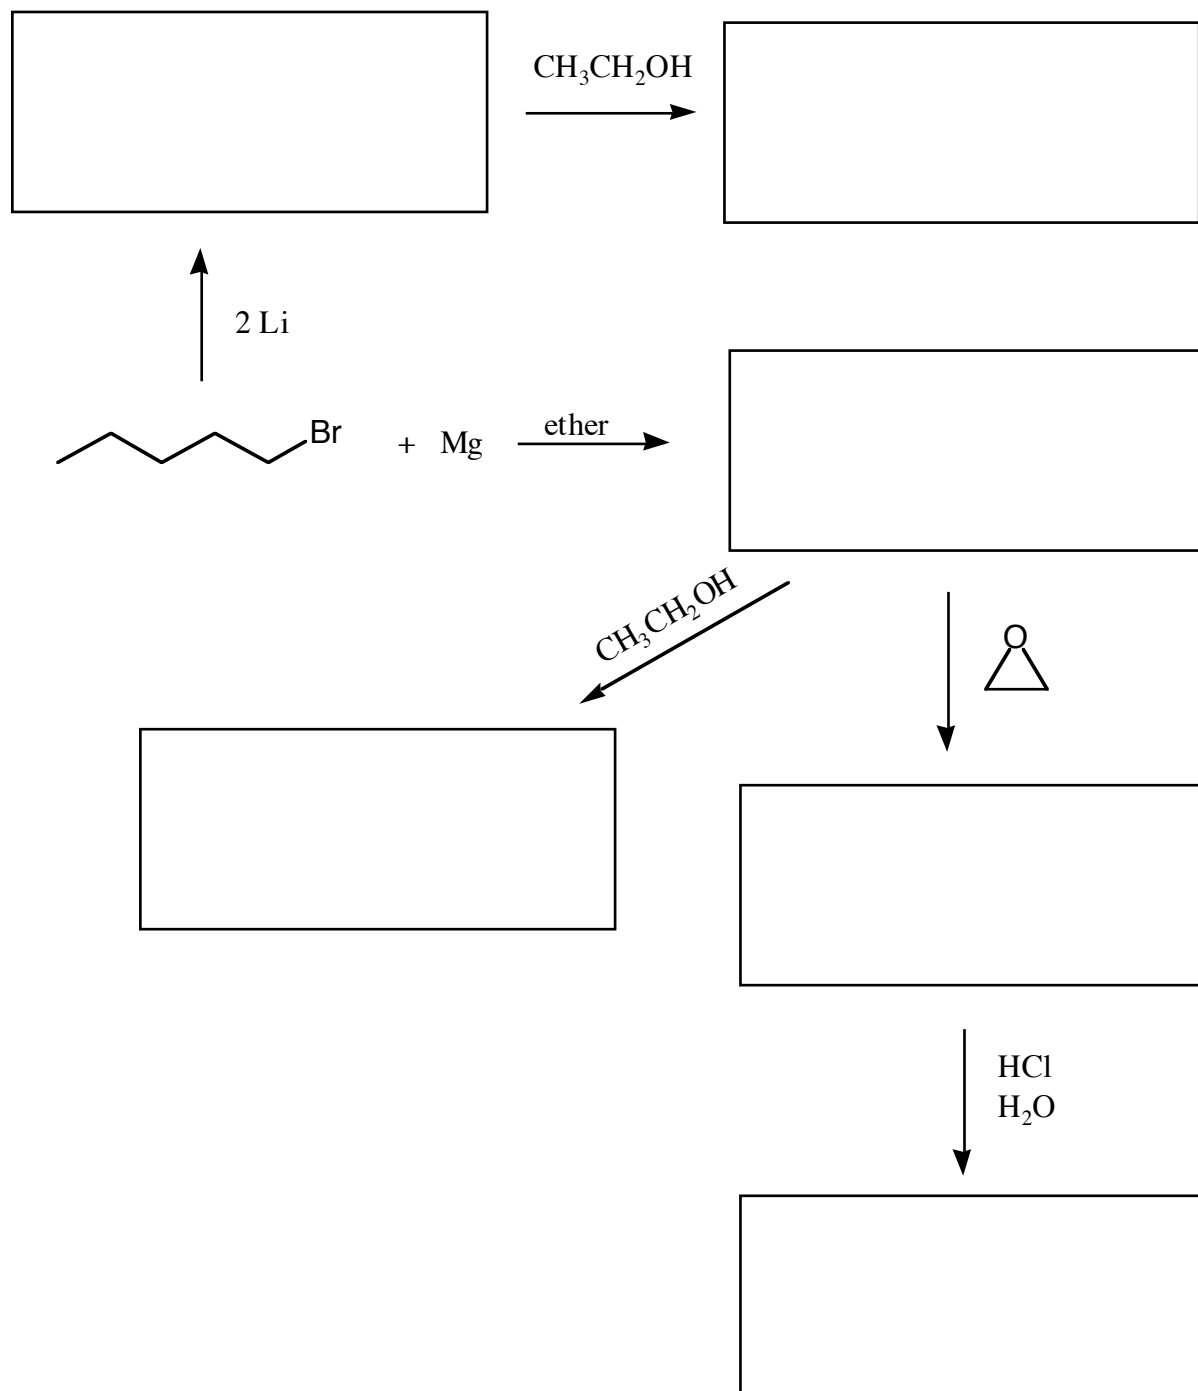 CH₃CH₂OH
2 Li
Br
+ Mg
ether
CH₃CH₂OH
O
HCl
H₂O